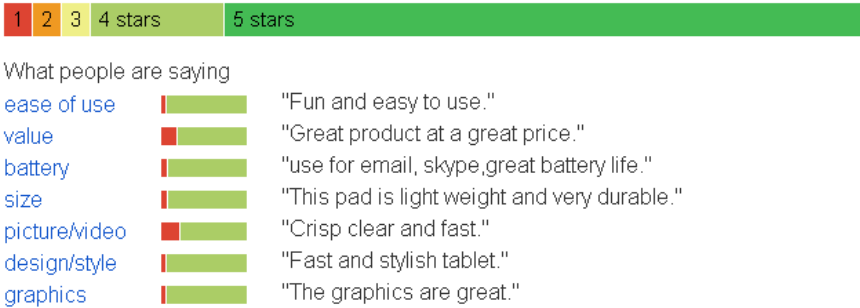 1 2 3 4 stars 5 stars
What people are saying
ease of use "Fun and easy to use."
value "Great product at a great price."
battery "use for email, skype,great battery life."
size "This pad is light weight and very durable."
picture/video "Crisp clear and fast."
design/style "Fast and stylish tablet."
graphics "The graphics are great."